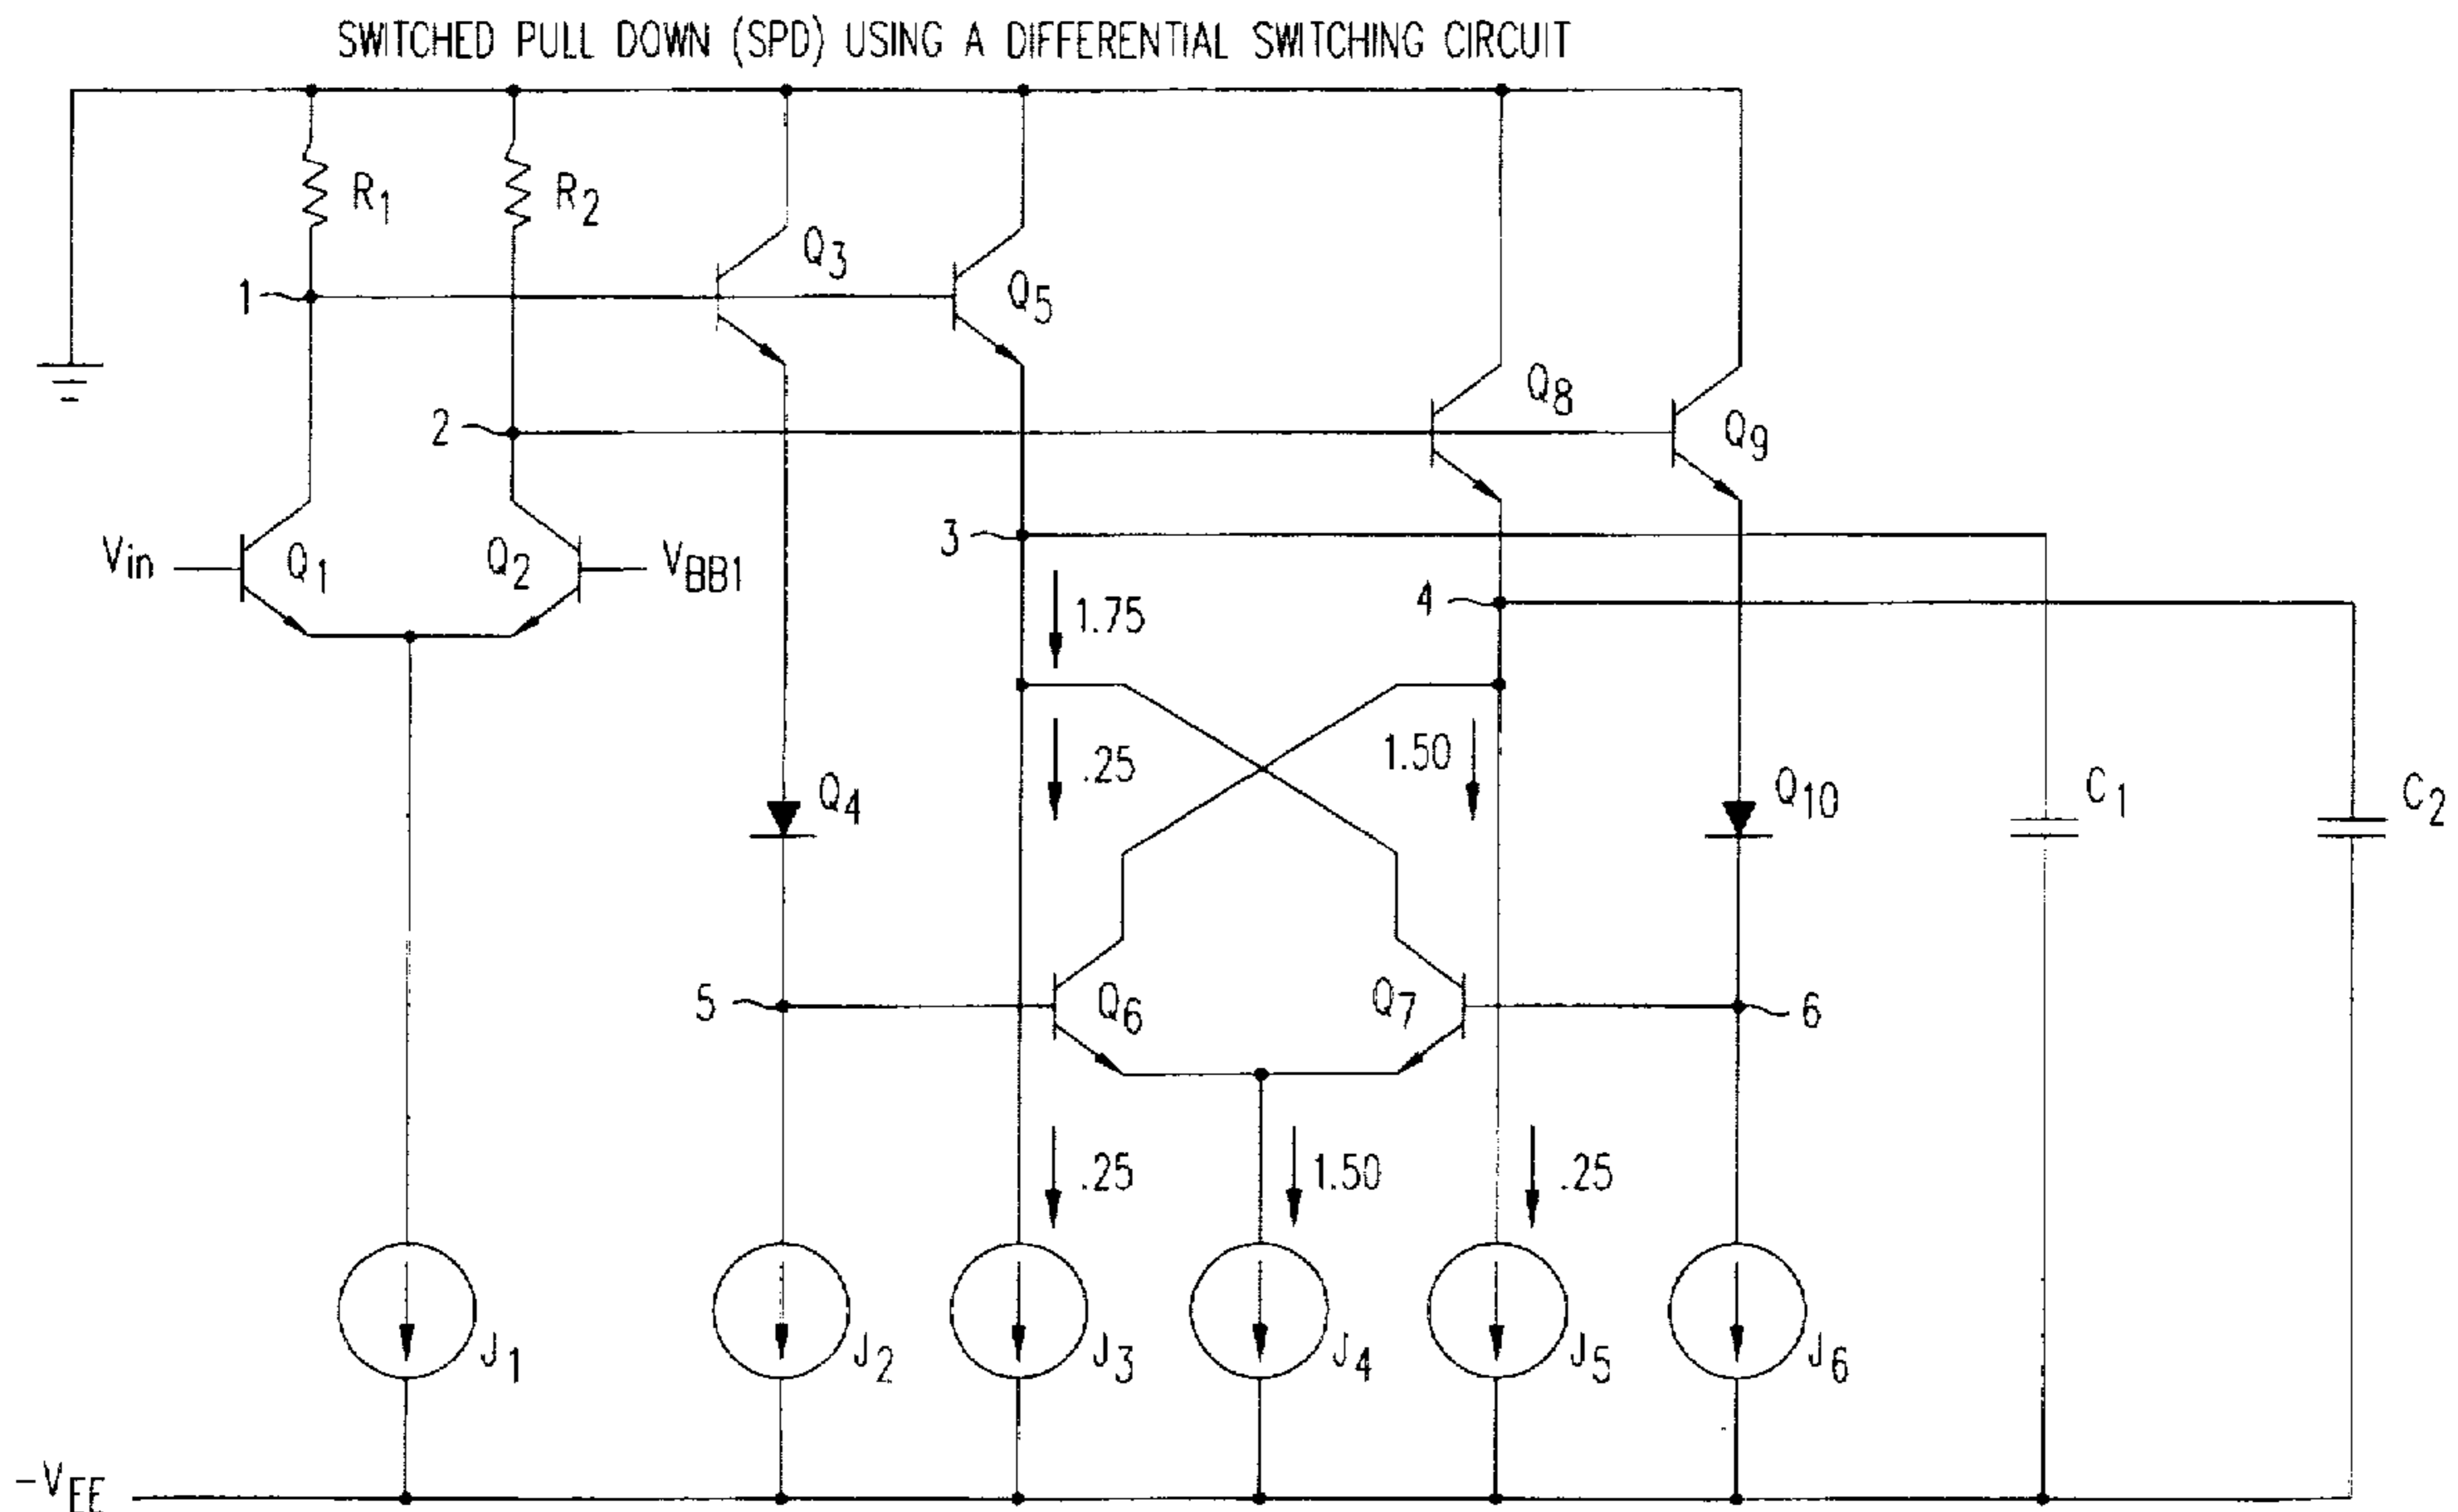 SWITCHED PULL DOWN (SPD) USING A DIFFERENTIAL SWITCHING CIRCUIT
R1
R2
Q3
Q5
1
Q8
2
Q9
3
Vin
Q1
Q2
VBB1
4
1.75
.25
1.50
Q4
Q10
C1
C2
5
Q6
Q7
6
.25
1.50
.25
J1
J2
J3
J4
J5
J6
-VEE